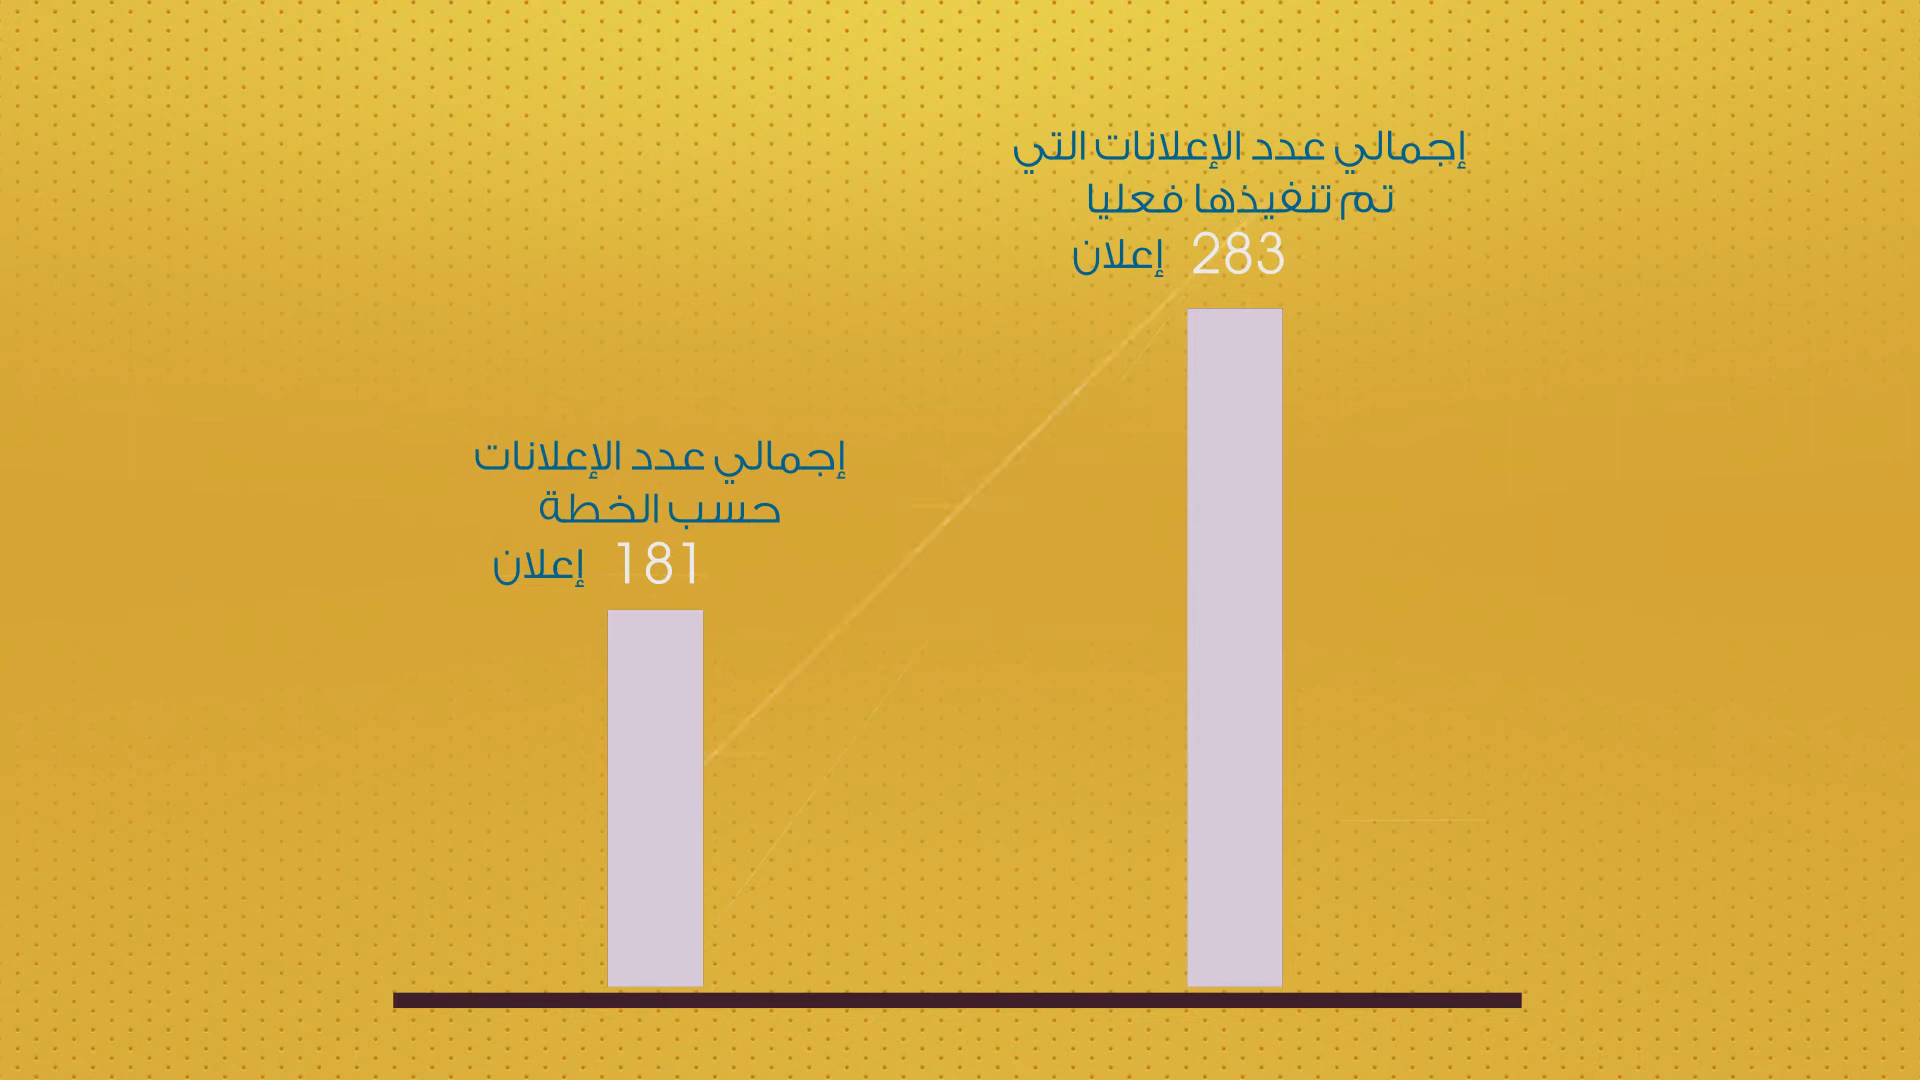 إجمالي عدد الإعلانات التي
تم تنفيذها فعليا
283 إعلان
إجمالي عدد الإعلانات
حسب الخطة
181 إعلان